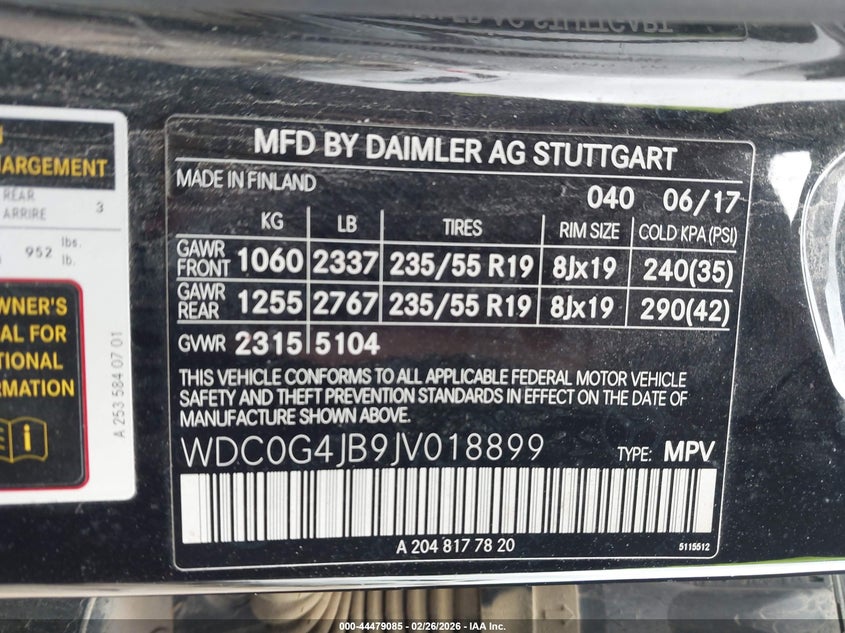 ARGEMENT
REAR
ARRIRE 3
952 lbs.
lb.
WNER'S
AL FOR
TIONAL
RMATION
A 253 584 07 01
MFD BY DAIMLER AG STUTTGART
MADE IN FINLAND 040 06/17
KG LB TIRES RIM SIZE COLD KPA (PSI)
GAWR FRONT 1060 2337 235/55 R19 8Jx19 240(35)
GAWR REAR 1255 2767 235/55 R19 8Jx19 290(42)
GVWR 2315 5104
THIS VEHICLE CONFORMS TO ALL APPLICABLE FEDERAL MOTOR VEHICLE
SAFETY AND THEFT PREVENTION STANDARDS IN EFFECT ON THE DATE OF
MANUFACTURE SHOWN ABOVE.
WDC0G4JB9JV018899 TYPE: MPV
A 204 817 78 20 5115512
000-44479085 - 02/26/2026 - IAA Inc.